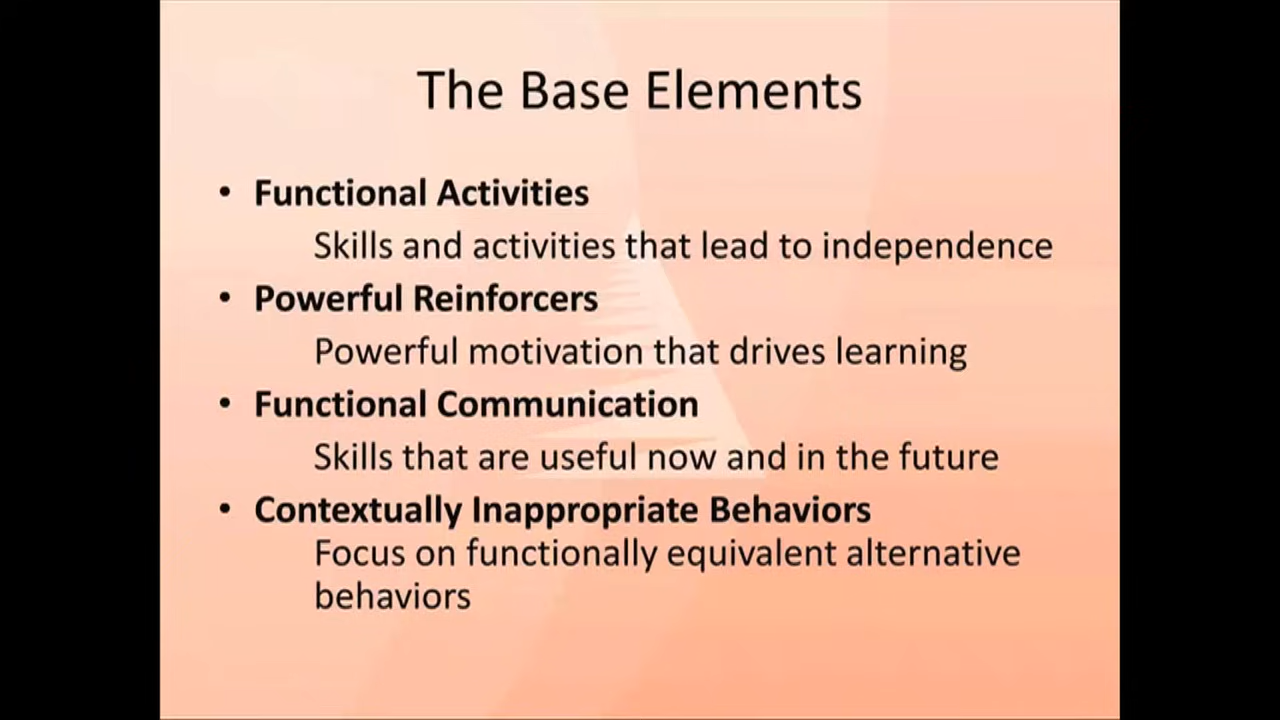 The Base Elements
• Functional Activities
Skills and activities that lead to independence
• Powerful Reinforcers
Powerful motivation that drives learning
• Functional Communication
Skills that are useful now and in the future
• Contextually Inappropriate Behaviors
Focus on functionally equivalent alternative
behaviors